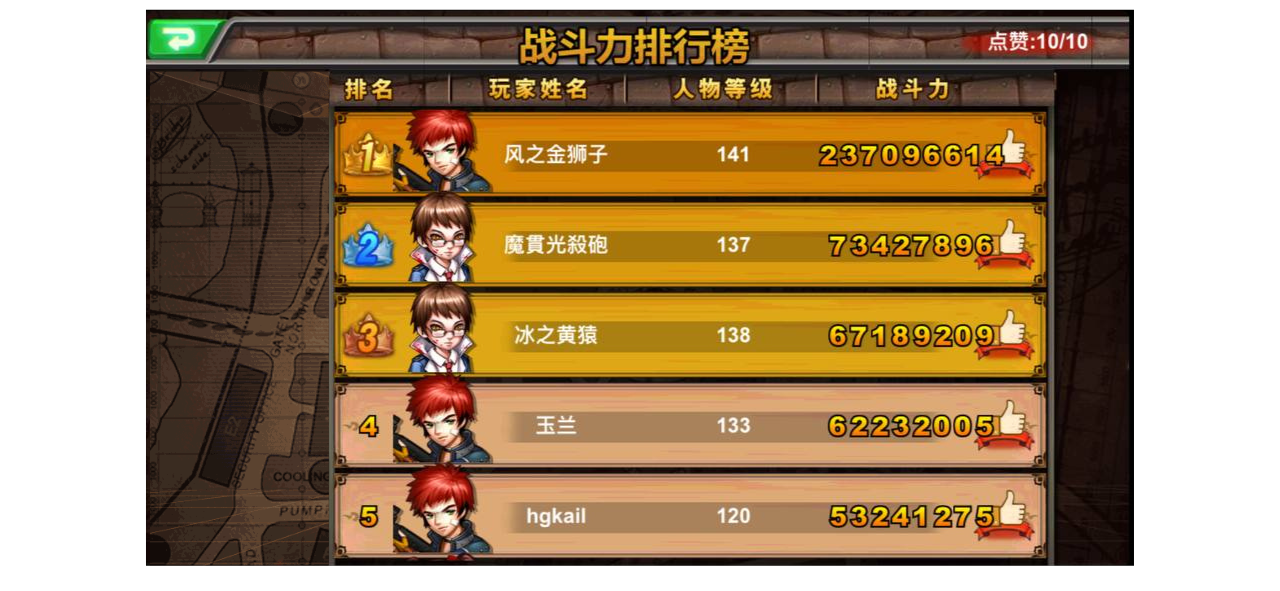 战斗力排行榜
点赞:10/10
排名 玩家姓名 人物等级 战斗力
1 风之金狮子 141 237096614
2 魔貫光殺砲 137 73427896
3 冰之黄猿 138 67189209
4 玉兰 133 62232005
5 hgkail 120 53241275
COOLING
PUMP